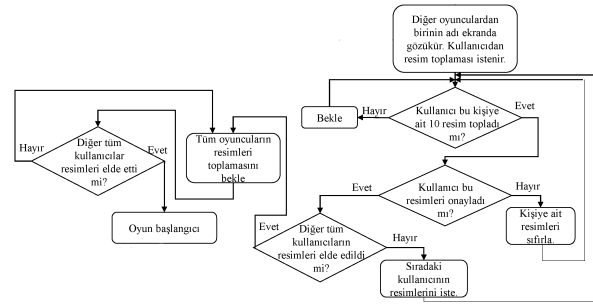 Diğer oyunculardan
birinin adı ekranda
gözükür. Kullanıcıdan
resim toplaması istenir.
Bekle
Hayır
Kullanıcı bu kişiye
ait 10 resim topladı
mı?
Evet
Hayır
Diğer tüm
kullanıcılar
resimleri elde etti
mi?
Evet
Tüm oyuncuların
resimleri
toplamasını
bekle
Oyun başlangıcı
Evet
Kullanıcı bu
resimleri onayladı
mı?
Hayır
Kişiye ait
resimleri
sıfırla.
Evet
Diğer tüm
kullanıcıların
resimleri elde edildi
mi?
Hayır
Sıradaki
kullanıcının
resimlerini iste.